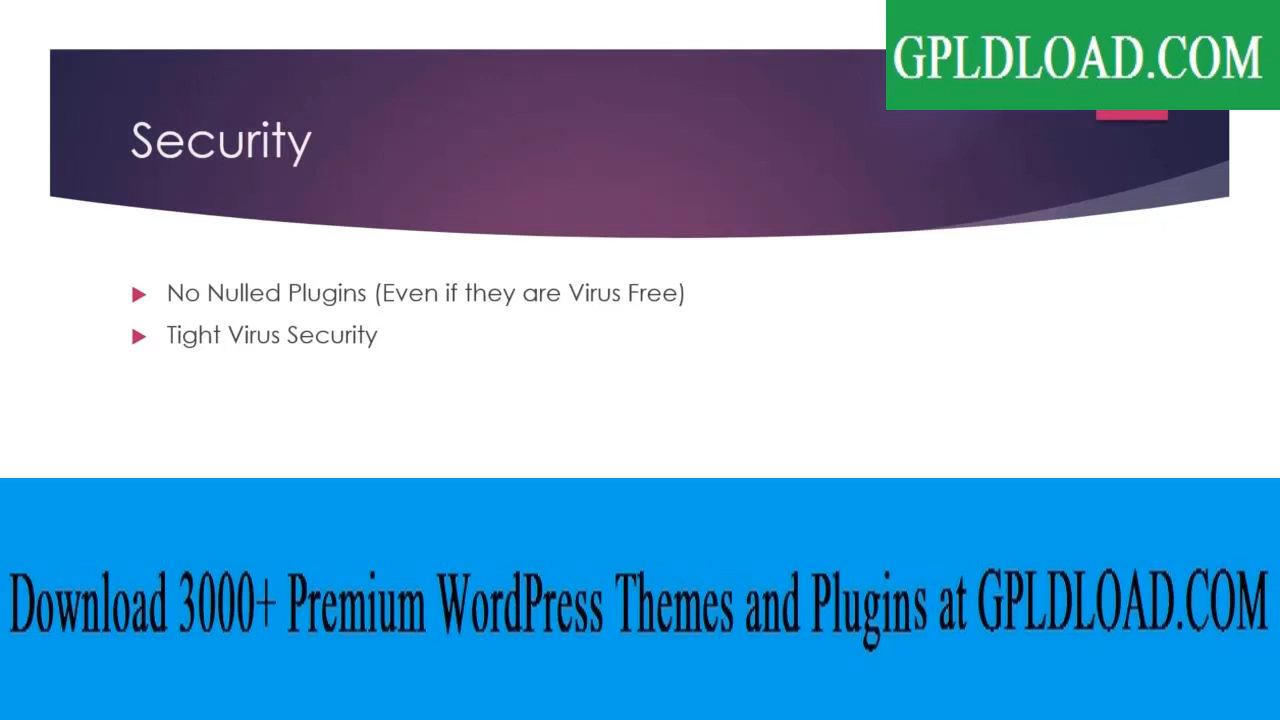 GPLDLOAD.COM
Security
No Nulled Plugins (Even if they are Virus Free)
Tight Virus Security
Download 3000+ Premium WordPress Themes and Plugins at GPLDLOAD.COM